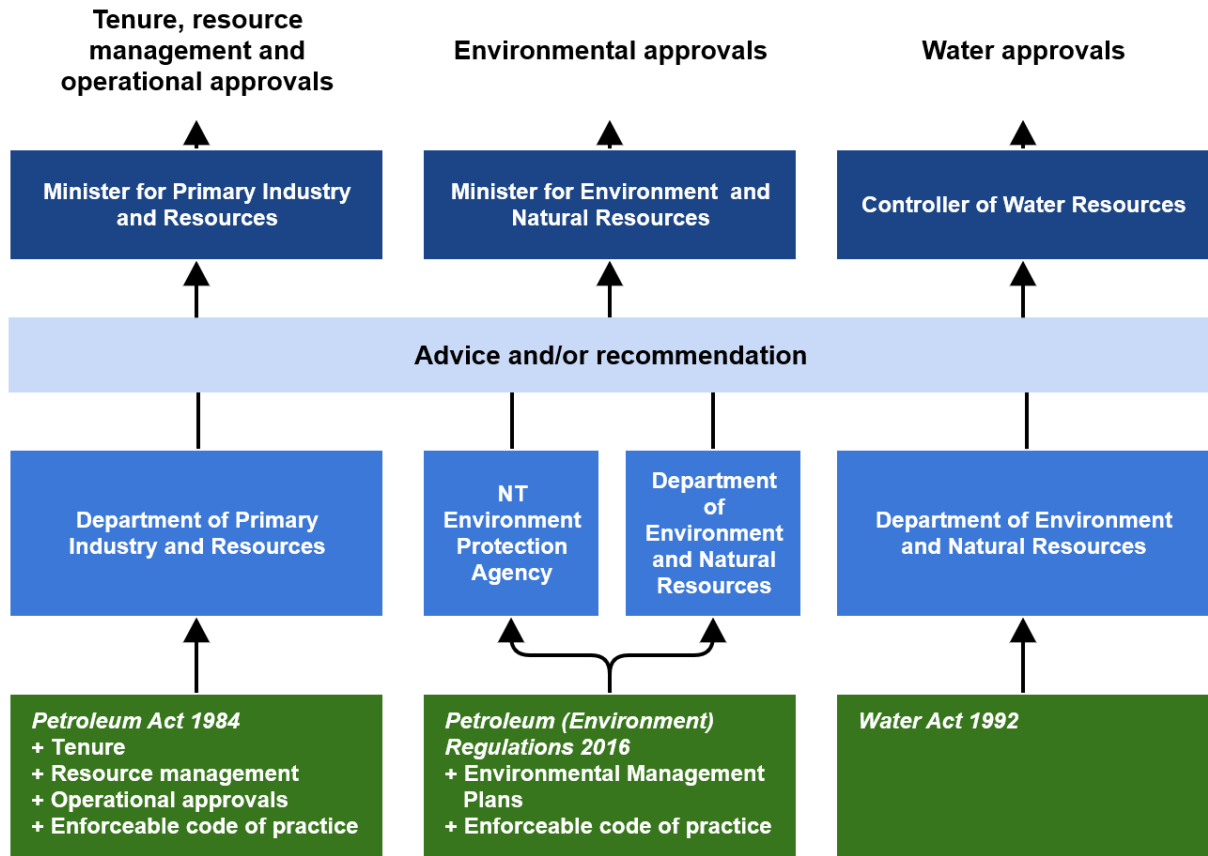 Tenure, resource
management and
operational approvals
Environmental approvals
Water approvals
Minister for Primary Industry
and Resources
Minister for Environment and
Natural Resources
Controller of Water Resources
Advice and/or recommendation
Department of Primary
Industry and Resources
NT
Environment
Protection
Agency
Department
of
Environment
and Natural
Resources
Department of Environment
and Natural Resources
Petroleum Act 1984
+ Tenure
+ Resource management
+ Operational approvals
+ Enforceable code of practice
Petroleum (Environment)
Regulations 2016
+ Environmental Management
Plans
+ Enforceable code of practice
Water Act 1992